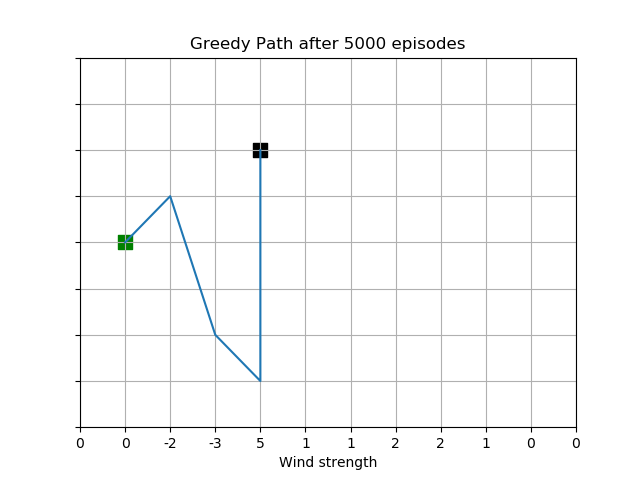 Greedy Path after 5000 episodes
0 0 -2 -3 5 1 1 2 2 1 0 0
Wind strength